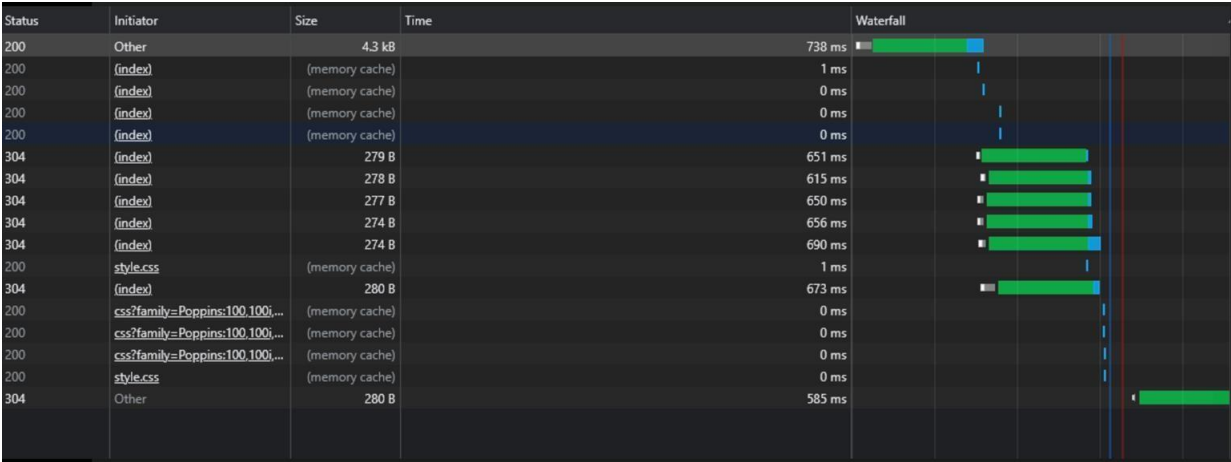 Status Initiator Size Time Waterfall
200 Other 4.3 kB 738 ms
200 (index) (memory cache) 1 ms
200 (index) (memory cache) 0 ms
200 (index) (memory cache) 0 ms
200 (index) (memory cache) 0 ms
304 (index) 279 B 651 ms
304 (index) 278 B 615 ms
304 (index) 277 B 650 ms
304 (index) 274 B 656 ms
304 (index) 274 B 690 ms
200 style.css (memory cache) 1 ms
304 (index) 280 B 673 ms
200 css?family=Poppins:100,100i,... (memory cache) 0 ms
200 css?family=Poppins:100,100i,... (memory cache) 0 ms
200 css?family=Poppins:100,100i,... (memory cache) 0 ms
200 style.css (memory cache) 0 ms
304 Other 280 B 585 ms